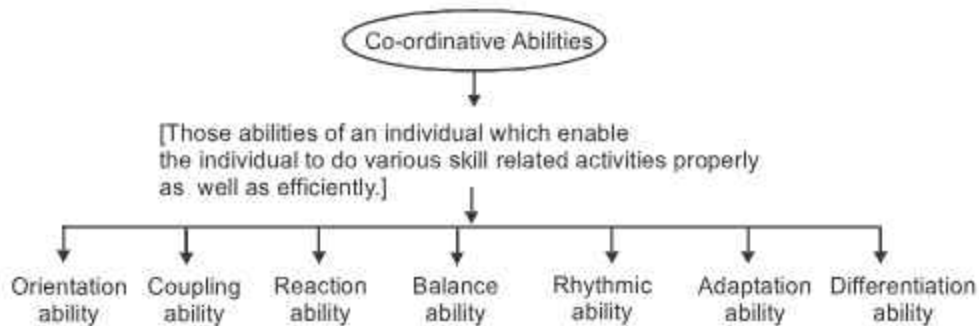 Co-ordinative Abilities
[Those abilities of an individual which enable
the individual to do various skill related activities properly
as well as efficiently.]
Orientation ability
Coupling ability
Reaction ability
Balance ability
Rhythmic ability
Adaptation ability
Differentiation ability